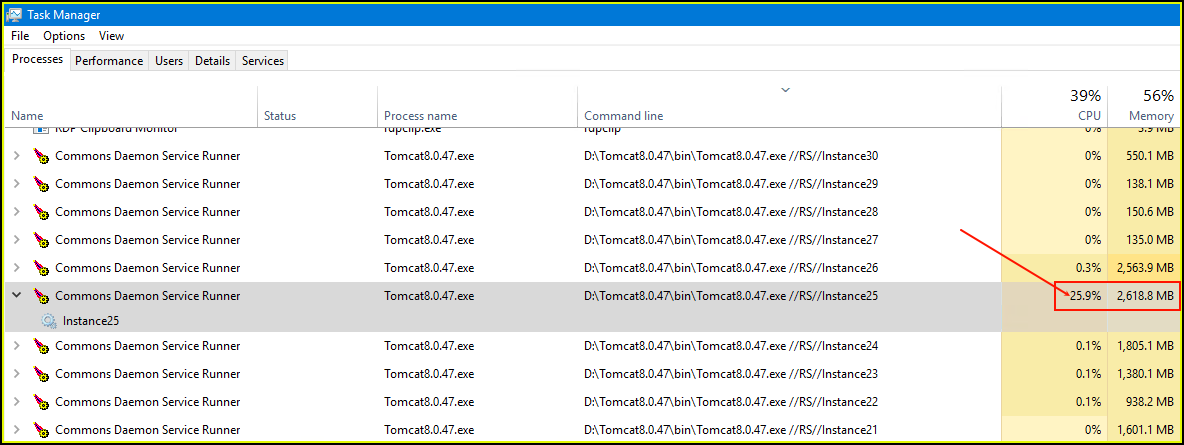 Task Manager
File Options View
Processes Performance Users Details Services
39% 56%
Name Status Process name Command line CPU Memory
RDP Clipboard Monitor rdpclip.exe rdpclip 0% 3.9 MB
Commons Daemon Service Runner Tomcat8.0.47.exe D:\Tomcat8.0.47\bin\Tomcat8.0.47.exe //RS//Instance30 0% 550.1 MB
Commons Daemon Service Runner Tomcat8.0.47.exe D:\Tomcat8.0.47\bin\Tomcat8.0.47.exe //RS//Instance29 0% 138.1 MB
Commons Daemon Service Runner Tomcat8.0.47.exe D:\Tomcat8.0.47\bin\Tomcat8.0.47.exe //RS//Instance28 0% 150.6 MB
Commons Daemon Service Runner Tomcat8.0.47.exe D:\Tomcat8.0.47\bin\Tomcat8.0.47.exe //RS//Instance27 0% 135.0 MB
Commons Daemon Service Runner Tomcat8.0.47.exe D:\Tomcat8.0.47\bin\Tomcat8.0.47.exe //RS//Instance26 0.3% 2,563.9 MB
Commons Daemon Service Runner Tomcat8.0.47.exe D:\Tomcat8.0.47\bin\Tomcat8.0.47.exe //RS//Instance25 25.9% 2,618.8 MB
Instance25
Commons Daemon Service Runner Tomcat8.0.47.exe D:\Tomcat8.0.47\bin\Tomcat8.0.47.exe //RS//Instance24 0.1% 1,805.1 MB
Commons Daemon Service Runner Tomcat8.0.47.exe D:\Tomcat8.0.47\bin\Tomcat8.0.47.exe //RS//Instance23 0.1% 1,380.1 MB
Commons Daemon Service Runner Tomcat8.0.47.exe D:\Tomcat8.0.47\bin\Tomcat8.0.47.exe //RS//Instance22 0.1% 938.2 MB
Commons Daemon Service Runner Tomcat8.0.47.exe D:\Tomcat8.0.47\bin\Tomcat8.0.47.exe //RS//Instance21 0% 1,601.1 MB